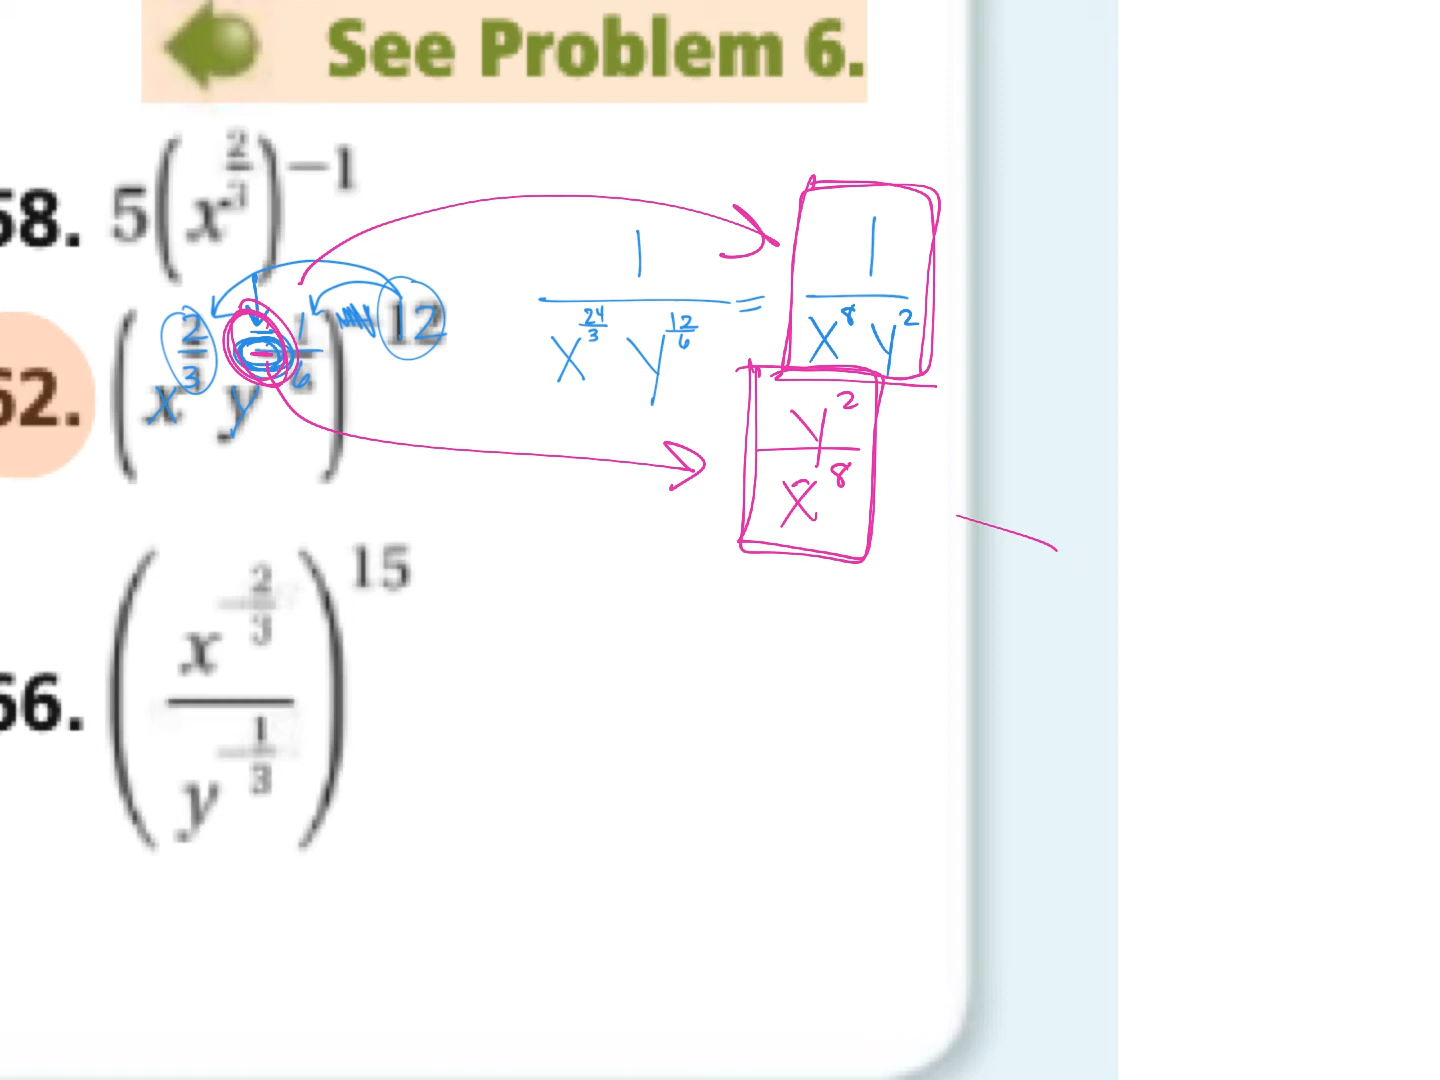 See Problem 6.
58. 5(x^{2/3})^{-1}
62. (x^{2/3} y^{-1/6})^{-12}
1 / (x^{24/3} y^{12/6}) = 1 / (x^8 y^2)
y^2 / x^8
66. (x^{-2/3} / y^{-1/3})^{15}